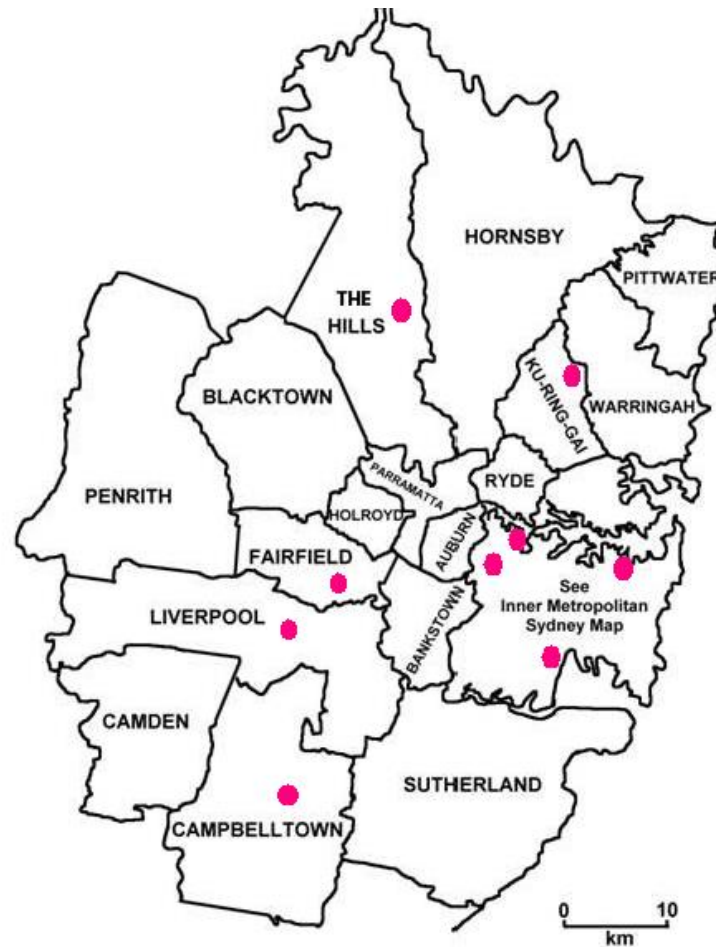 HORNSBY
PITTWATER
THE
HILLS
KU-RING-GAI
BLACKTOWN
WARRINGAH
PARRAMATTA
RYDE
PENRITH
HOLROYD
AUBURN
FAIRFIELD
See
Inner Metropolitan
Sydney Map
LIVERPOOL
BANKSTOWN
CAMDEN
SUTHERLAND
CAMPBELLTOWN
0 10
km